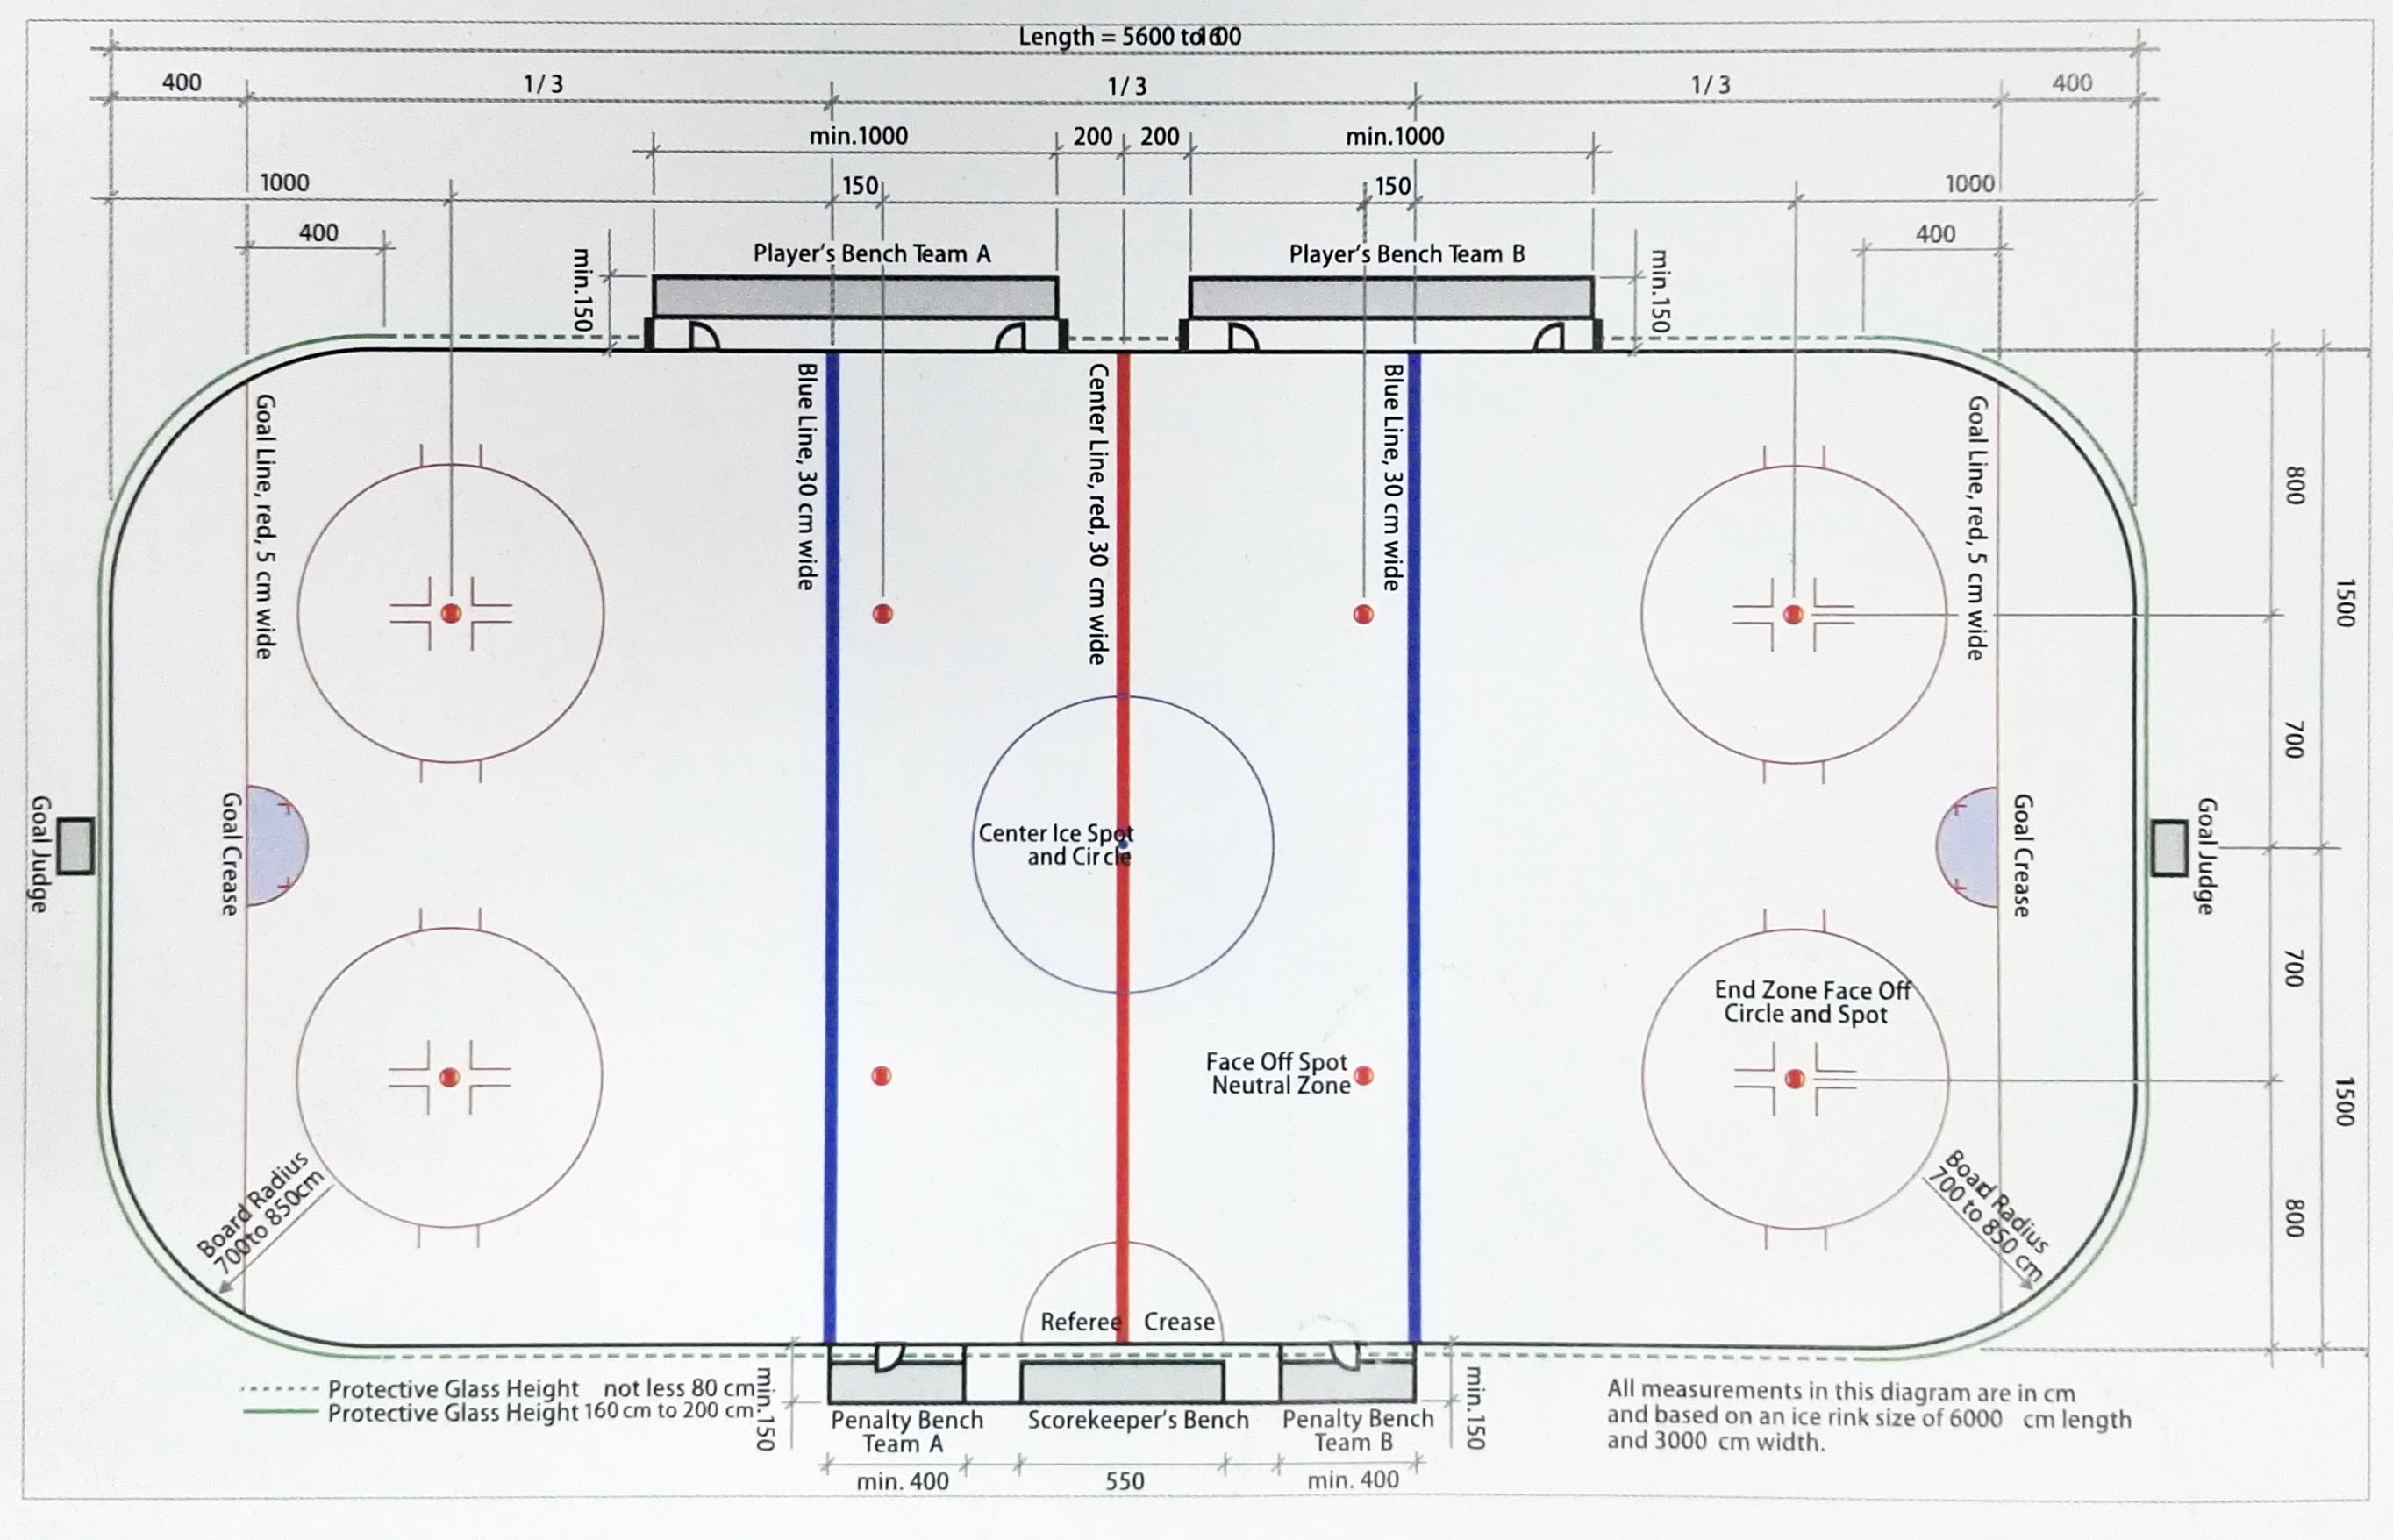 Length = 5600 to
400
1/3
1/3
1/3
400
min.1000
200
200
min.1000
1000
150
150
1000
400
400
min.150
Player's Bench Team A
Player's Bench Team B
min.150
Goal Line, red, 5 cm wide
Blue Line, 30 cm wide
Center Line, red, 30 cm wide
Blue Line, 30 cm wide
Goal Line, red, 5 cm wide
800
1500
700
Goal Judge
Goal Crease
Center Ice Spot
and Circle
Goal Crease
Goal Judge
700
End Zone Face Off
Circle and Spot
Face Off Spot
Neutral Zone
1500
800
Board Radius
700to 850cm
Board Radius
700 to 850 cm
Referee Crease
Protective Glass Height not less 80 cm
Protective Glass Height 160 cm to 200 cm
min.150
Penalty Bench
Team A
Scorekeeper's Bench
Penalty Bench
Team B
min.150
min. 400
550
min. 400
All measurements in this diagram are in cm
and based on an ice rink size of 6000 cm length
and 3000 cm width.